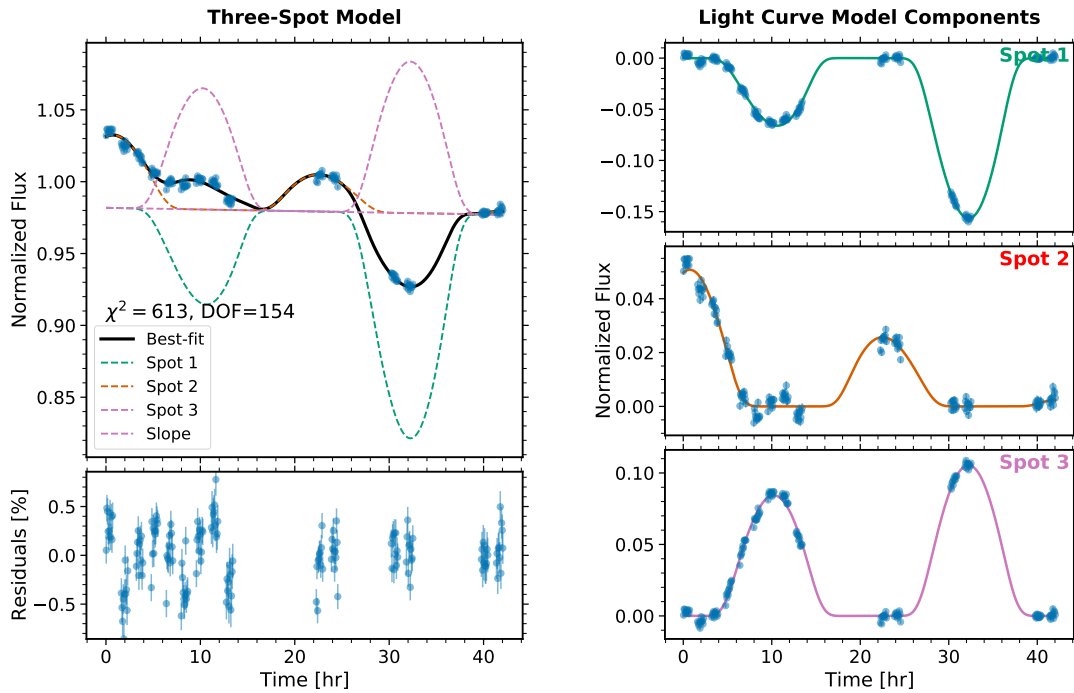 Three-Spot Model
Normalized Flux
1.05
1.00
0.95
0.90
0.85
χ² = 613, DOF=154
Best-fit
Spot 1
Spot 2
Spot 3
Slope
Residuals [%]
0.5
0.0
−0.5
0
10
20
30
40
Time [hr]
Light Curve Model Components
0.00
−0.05
−0.10
−0.15
Spot 1
Normalized Flux
0.04
0.02
0.00
Spot 2
0.10
0.05
0.00
Spot 3
0
10
20
30
40
Time [hr]